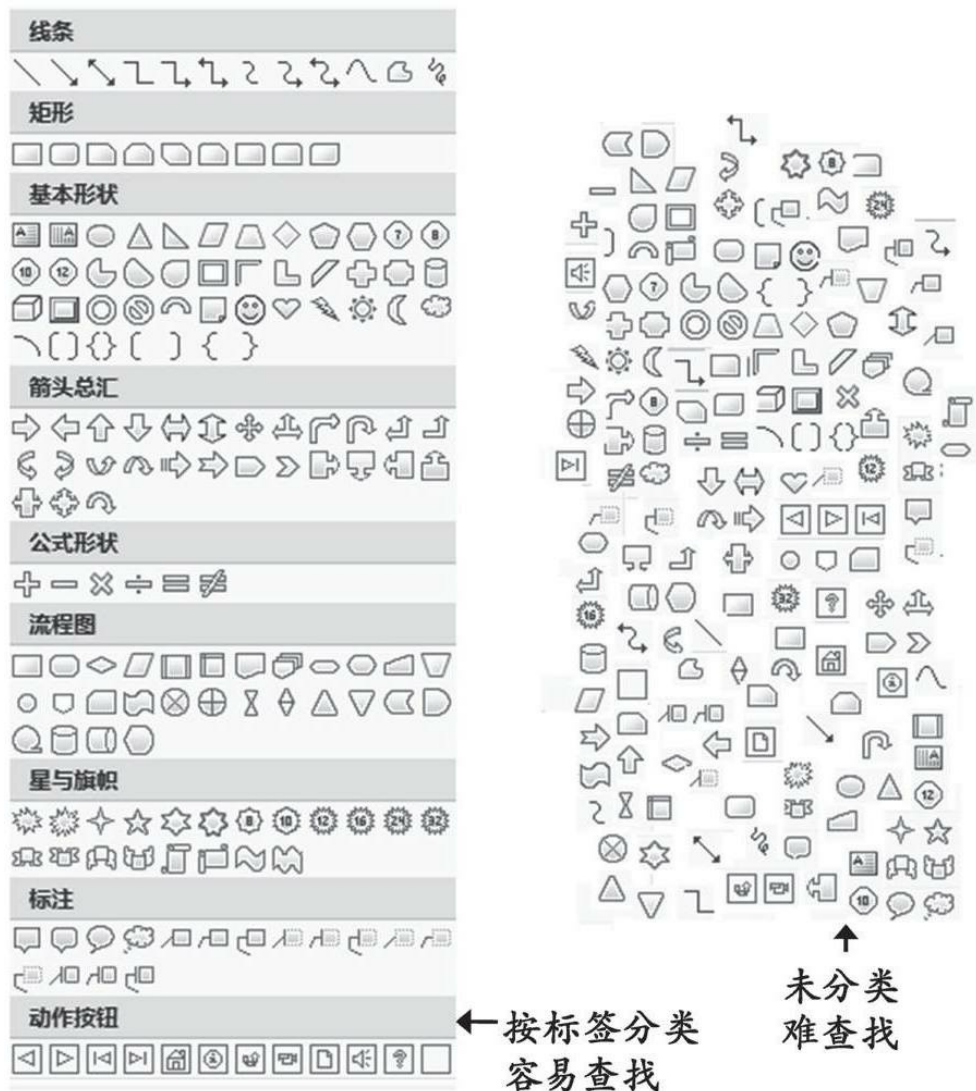 线条
矩形
基本形状
箭头总汇
公式形状
流程图
星与旗帜
标注
动作按钮
按标签分类
容易查找
未分类
难查找